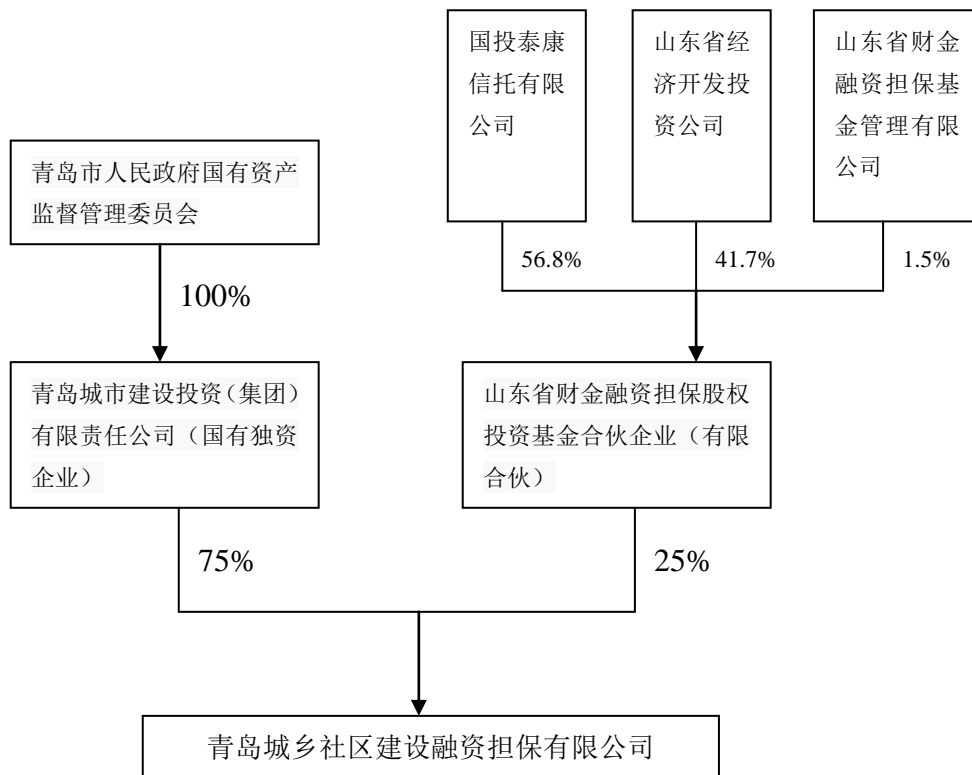 国投泰康
信托有限
公司
山东省经
济开发投
资公司
山东省财金
融资担保基
金管理有限
公司
青岛市人民政府国有资产
监督管理委员会
56.8%
41.7%
1.5%
100%
青岛城市建设投资（集团）
有限责任公司（国有独资
企业）
山东省财金融资担保股权
投资基金合伙企业（有限
合伙）
75%
25%
青岛城乡社区建设融资担保有限公司